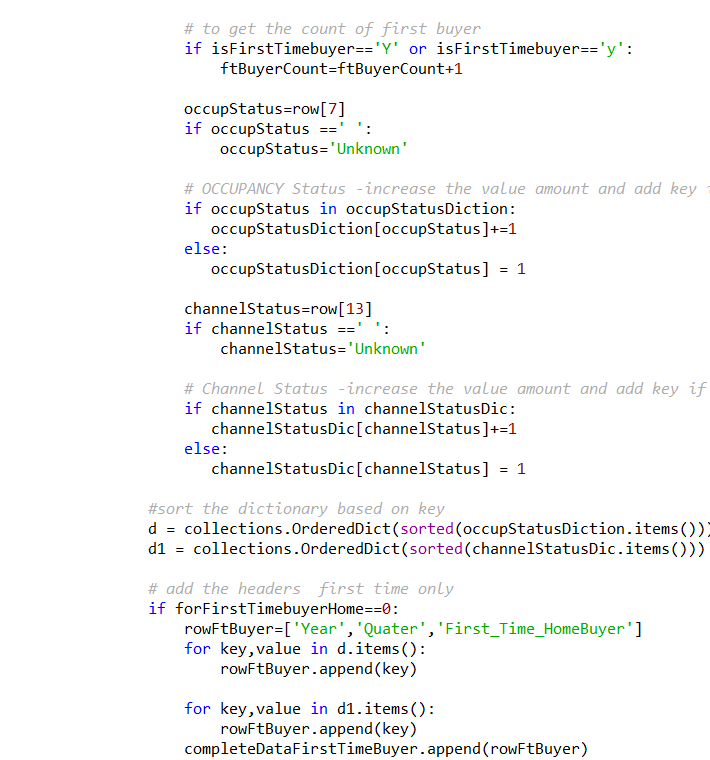 # to get the count of first buyer
if isFirstTimebuyer=='Y' or isFirstTimebuyer=='y':
ftBuyerCount=ftBuyerCount+1
occupStatus=row[7]
if occupStatus ==' ':
occupStatus='Unknown'
# OCCUPANCY Status -increase the value amount and add key
if occupStatus in occupStatusDiction:
occupStatusDiction[occupStatus]+=1
else:
occupStatusDiction[occupStatus] = 1
channelStatus=row[13]
if channelStatus ==' ':
channelStatus='Unknown'
# Channel Status -increase the value amount and add key if
if channelStatus in channelStatusDic:
channelStatusDic[channelStatus]+=1
else:
channelStatusDic[channelStatus] = 1
#sort the dictionary based on key
d = collections.OrderedDict(sorted(occupStatusDiction.items()))
d1 = collections.OrderedDict(sorted(channelStatusDic.items()))
# add the headers  first time only
if forFirstTimebuyerHome==0:
rowFtBuyer=['Year','Quater','First_Time_HomeBuyer']
for key,value in d.items():
rowFtBuyer.append(key)
for key,value in d1.items():
rowFtBuyer.append(key)
completeDataFirstTimeBuyer.append(rowFtBuyer)